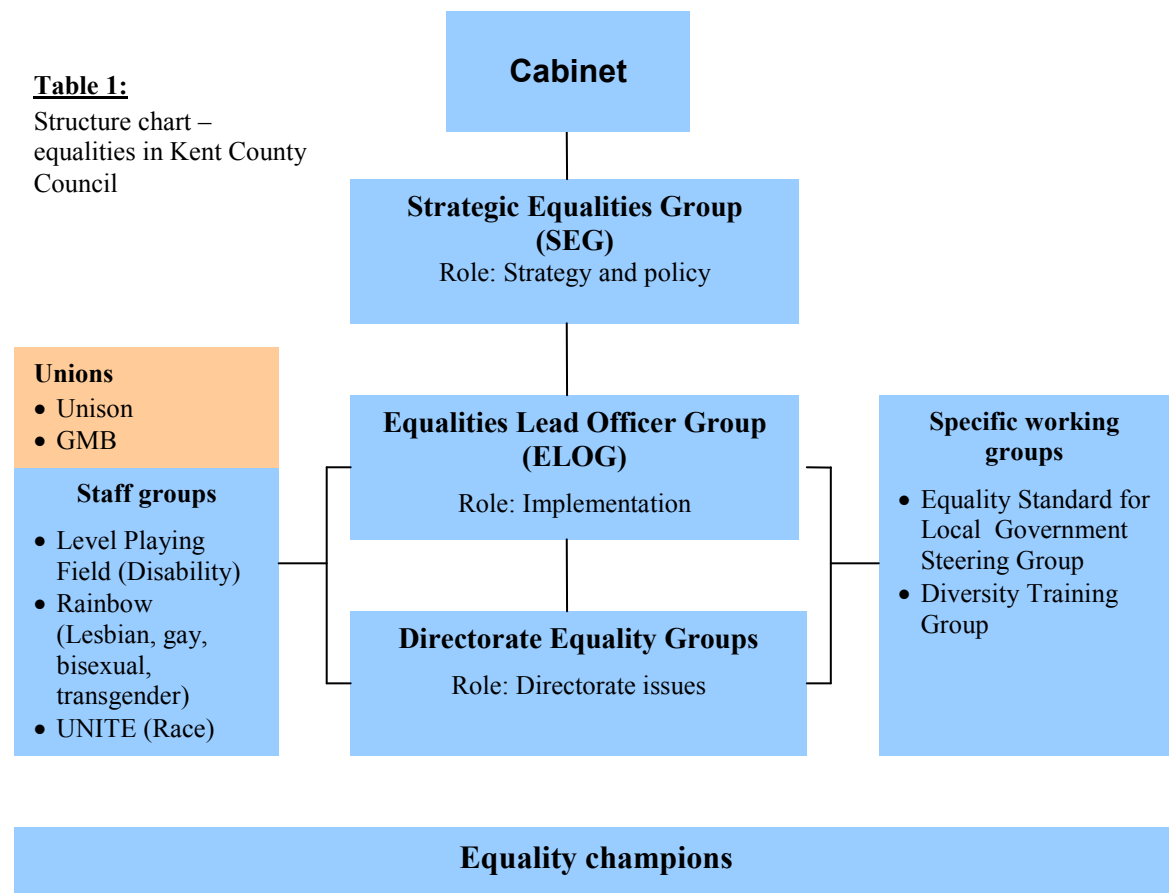 Cabinet
Table 1:
Structure chart –
equalities in Kent County
Council
Strategic Equalities Group
(SEG)
Role: Strategy and policy
Unions
• Unison
• GMB
Staff groups
• Level Playing
Field (Disability)
• Rainbow
(Lesbian, gay,
bisexual,
transgender)
• UNITE (Race)
Equalities Lead Officer Group
(ELOG)
Role: Implementation
Directorate Equality Groups
Role: Directorate issues
Specific working
groups
• Equality Standard for
Local Government
Steering Group
• Diversity Training
Group
Equality champions